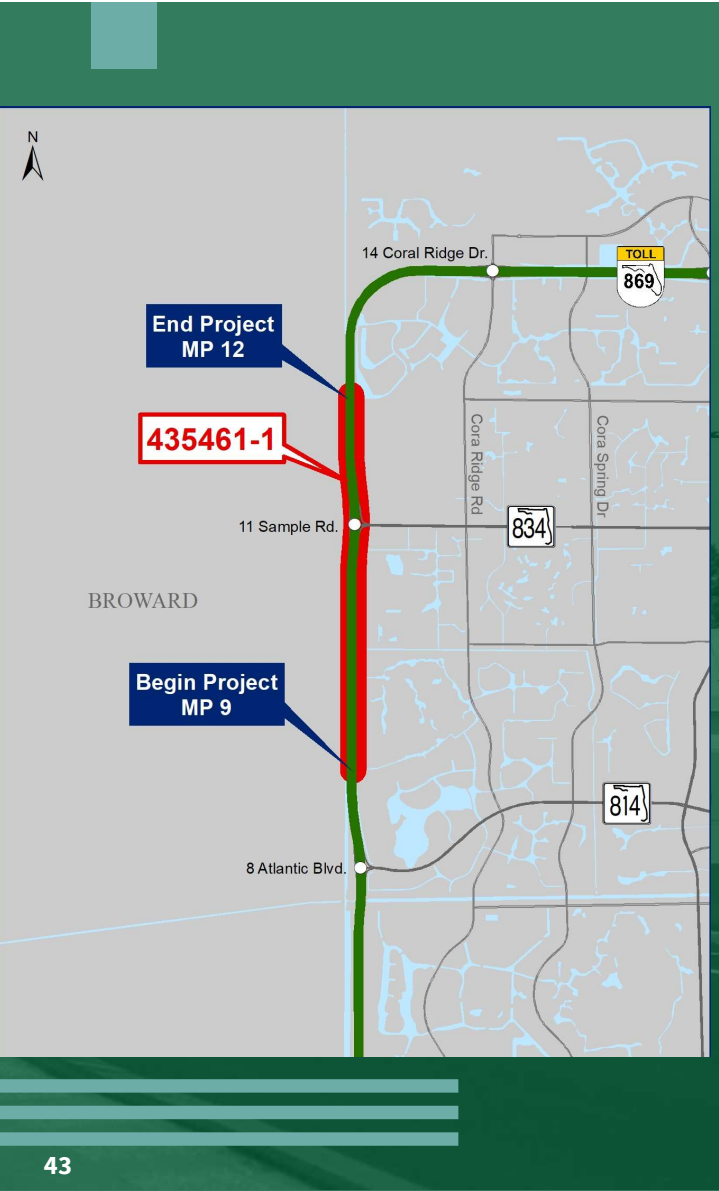 N
14 Coral Ridge Dr.
TOLL
869
End Project
MP 12
435461-1
Cora Ridge Rd
Cora Spring Dr
11 Sample Rd.
834
BROWARD
Begin Project
MP 9
814
8 Atlantic Blvd.
43